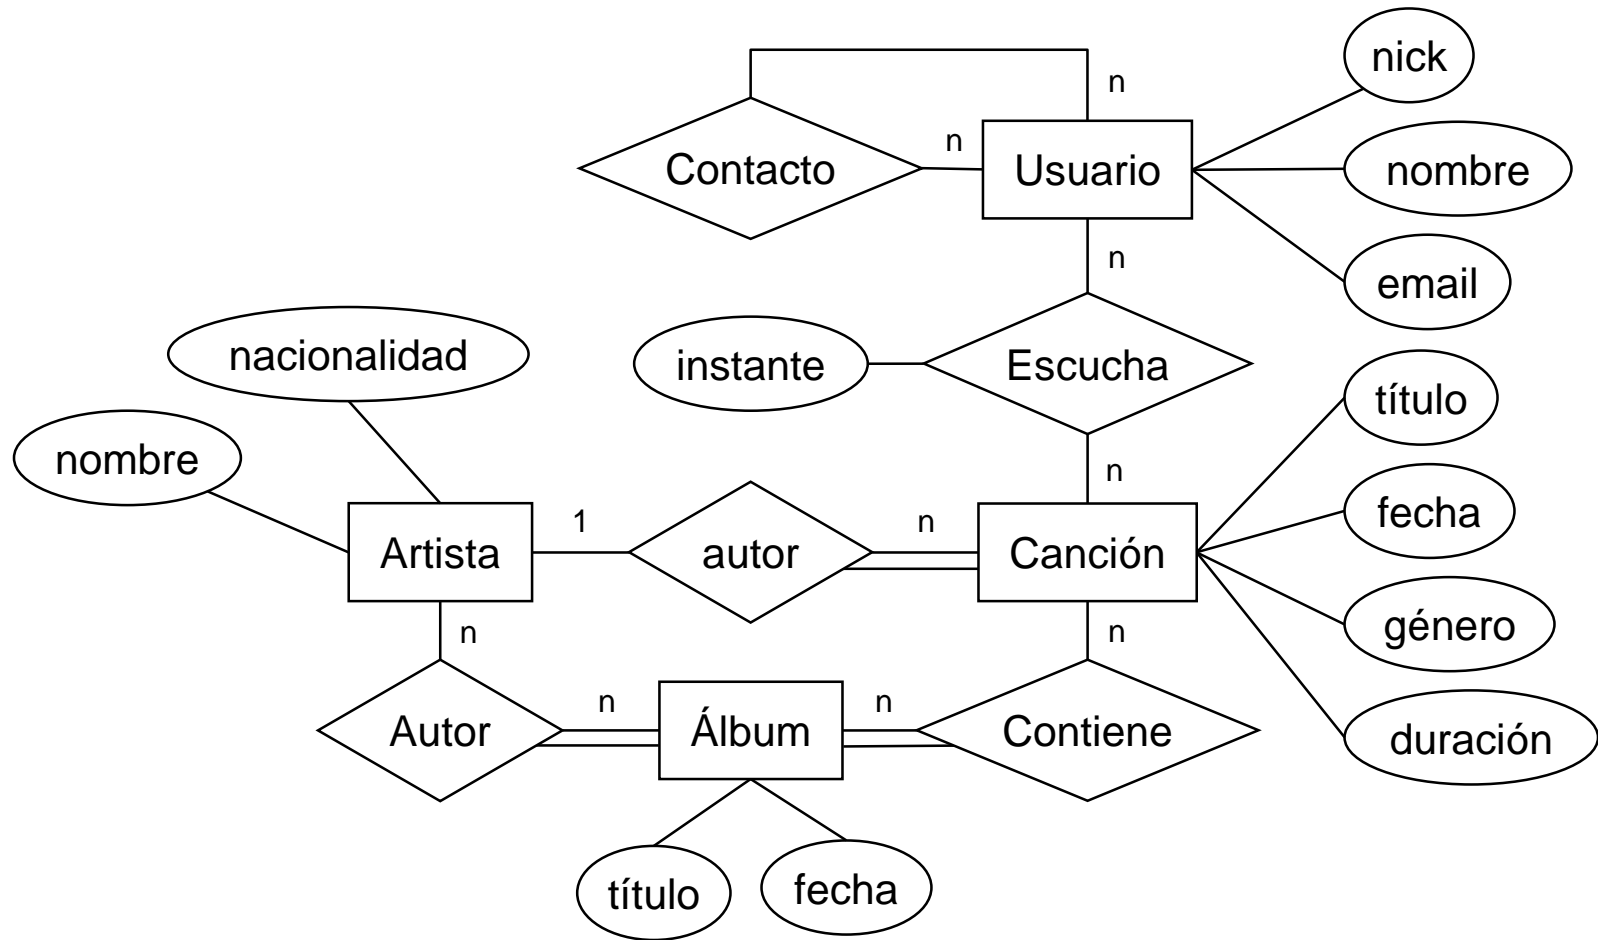 nick
n
Contacto
n
Usuario
nombre
n
email
nacionalidad
instante
Escucha
título
nombre
n
fecha
Artista
1
autor
n
Canción
n
n
género
Autor
n
Álbum
n
Contiene
duración
título
fecha